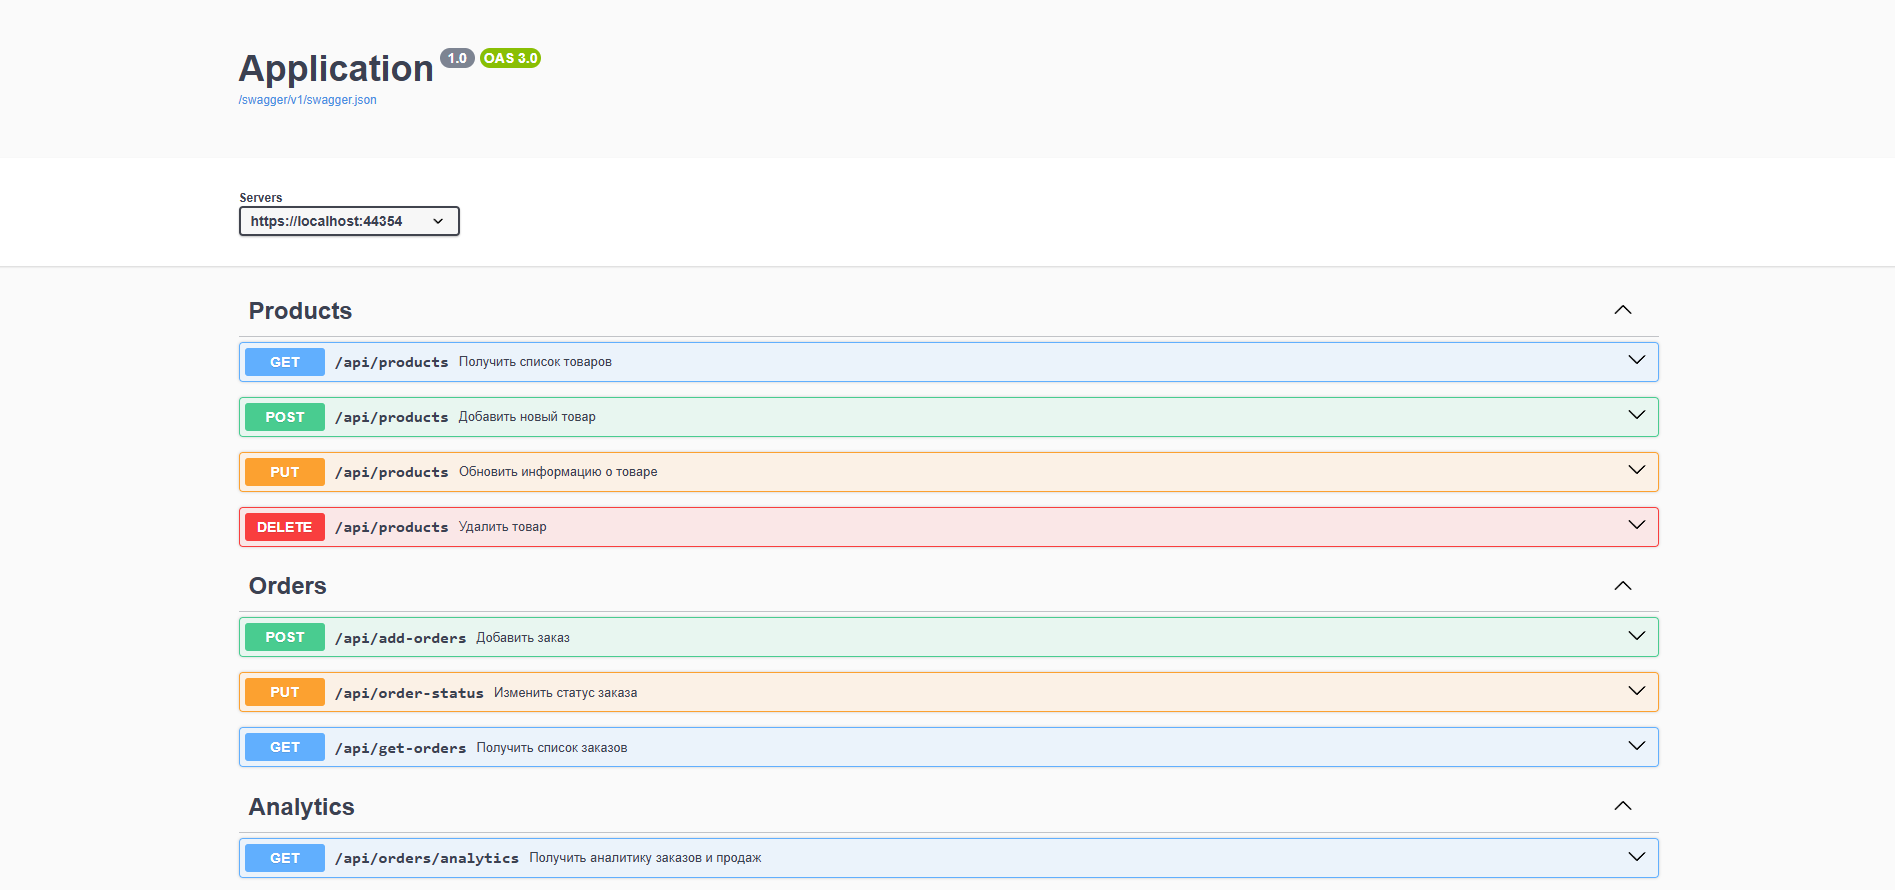 Application 1.0 OAS 3.0
/swagger/v1/swagger.json
Servers
https://localhost:44354
Products
GET /api/products Получить список товаров
POST /api/products Добавить новый товар
PUT /api/products Обновить информацию о товаре
DELETE /api/products Удалить товар
Orders
POST /api/add-orders Добавить заказ
PUT /api/order-status Изменить статус заказа
GET /api/get-orders Получить список заказов
Analytics
GET /api/orders/analytics Получить аналитику заказов и продаж